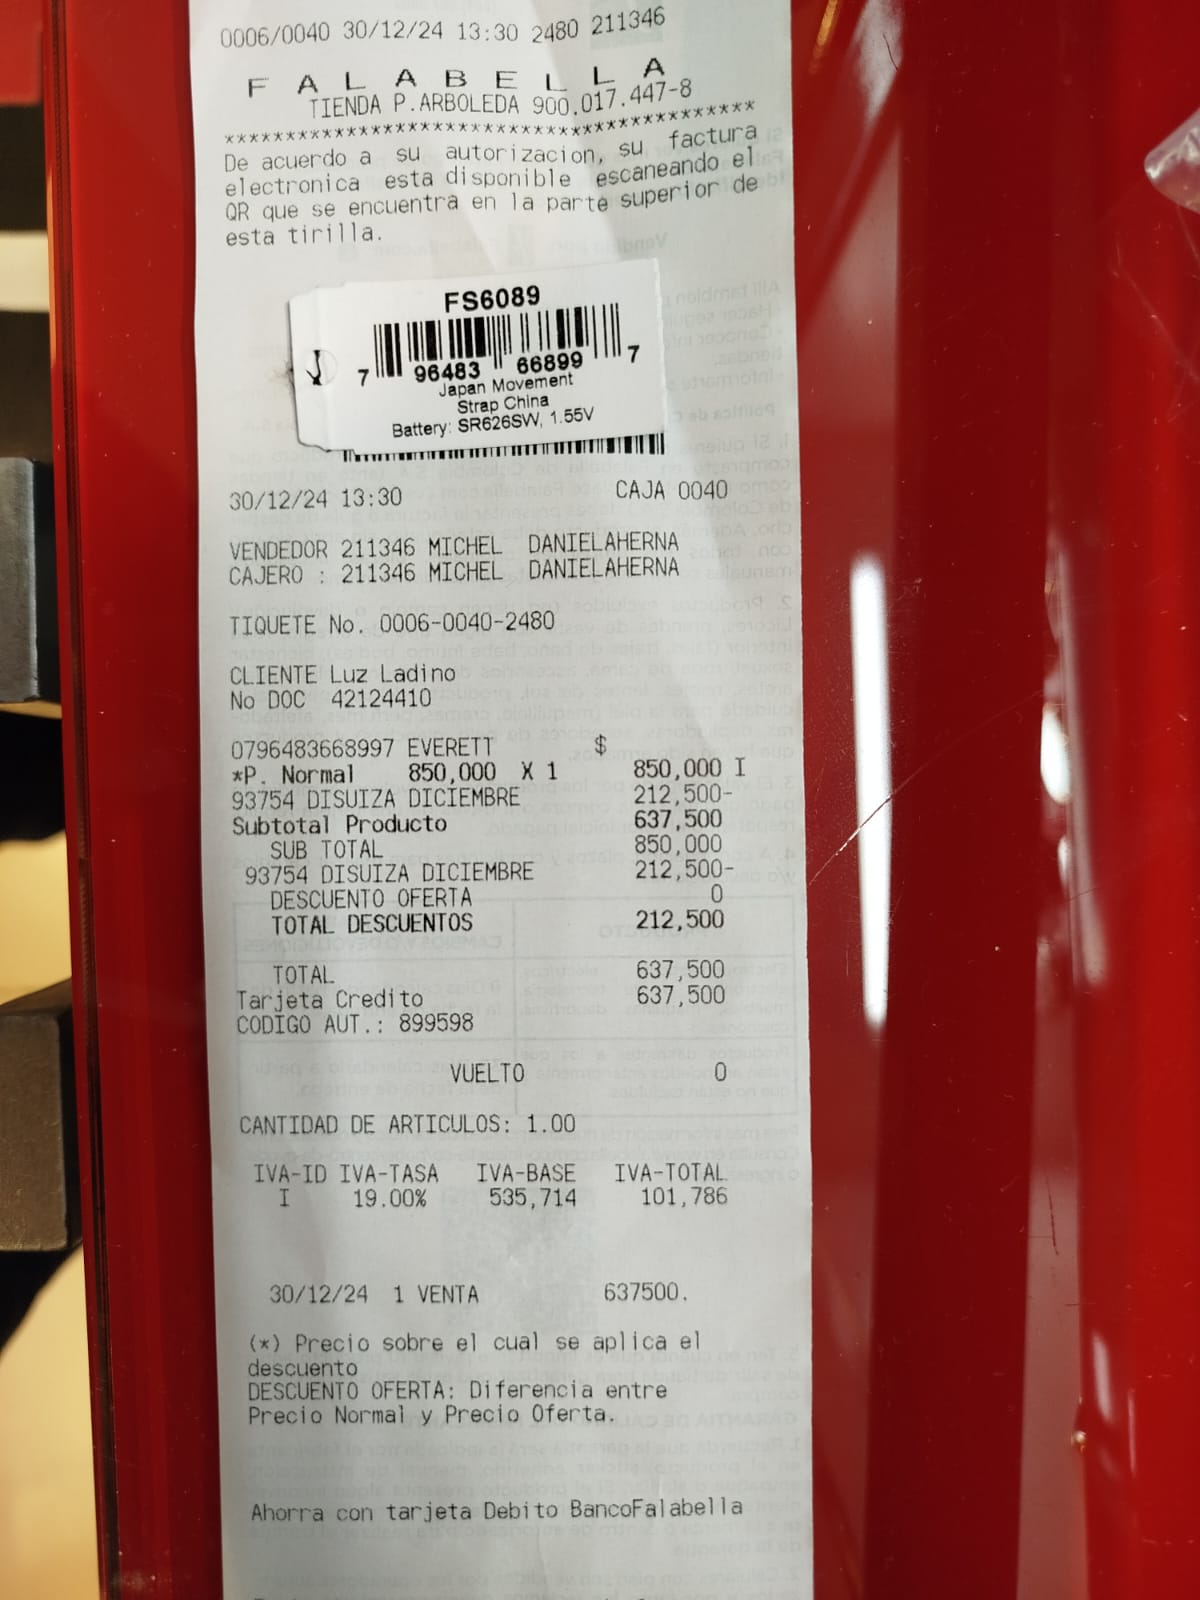 0006/0040 30/12/24 13:30 2480 211346
F A L A B E L L A
TIENDA P.ARBOLEDA 900.017.447-8
*******************************************
De acuerdo a su autorizacion, su factura
electronica esta disponible escaneando el
QR que se encuentra en la parte superior de
esta tirilla.
FS6089
7 96483 66899 7
Japan Movement
Strap China
Battery: SR626SW, 1.55V
30/12/24 13:30 CAJA 0040
VENDEDOR 211346 MICHEL DANIELAHERNA
CAJERO : 211346 MICHEL DANIELAHERNA
TIQUETE No. 0006-0040-2480
CLIENTE Luz Ladino
No DOC 42124410
0796483668997 EVERETT $
*P. Normal 850,000 X 1 850,000 I
93754 DISUIZA DICIEMBRE 212,500-
Subtotal Producto 637,500
SUB TOTAL 850,000
93754 DISUIZA DICIEMBRE 212,500-
DESCUENTO OFERTA 0
TOTAL DESCUENTOS 212,500
TOTAL 637,500
Tarjeta Credito 637,500
CODIGO AUT.: 899598
VUELTO 0
CANTIDAD DE ARTICULOS: 1.00
IVA-ID IVA-TASA IVA-BASE IVA-TOTAL
I 19.00% 535,714 101,786
30/12/24 1 VENTA 637500.
(*) Precio sobre el cual se aplica el
descuento
DESCUENTO OFERTA: Diferencia entre
Precio Normal y Precio Oferta.
Ahorra con tarjeta Debito BancoFalabella